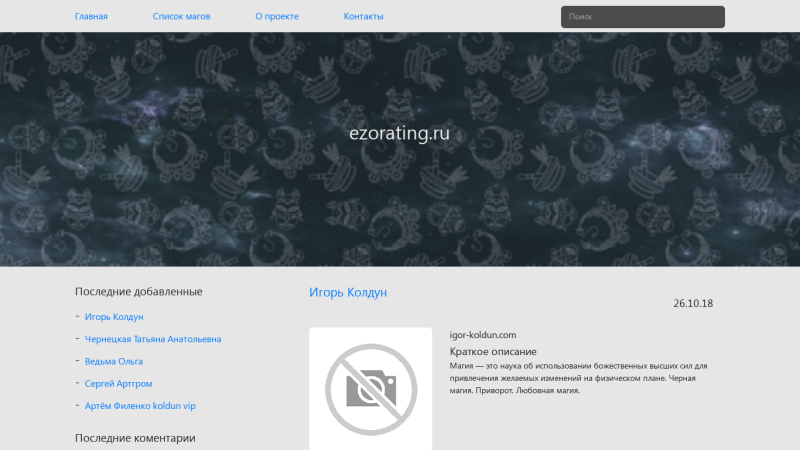 Главная
Список магов
О проекте
Контакты
Поиск
ezorating.ru
Последние добавленные
- Игорь Колдун
- Чернецкая Татьяна Анатольевна
- Ведьма Ольга
- Сергей Артгром
- Артём Филенко koldun vip
Последние коментарии
Игорь Колдун
26.10.18
igor-koldun.com
Краткое описание
Магия — это наука об использовании божественных высших сил для
привлечения желаемых изменений на физическом плане. Черная
магия. Приворот. Любовная магия.